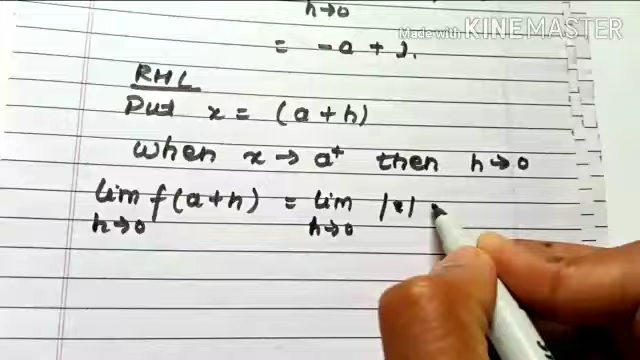 h→0
Made with KINEMASTER
= -a + 1.
RHL
Put x = (a+h)
when x → a⁺ then h→0
lim f(a+h) = lim |x|
h→0 h→0